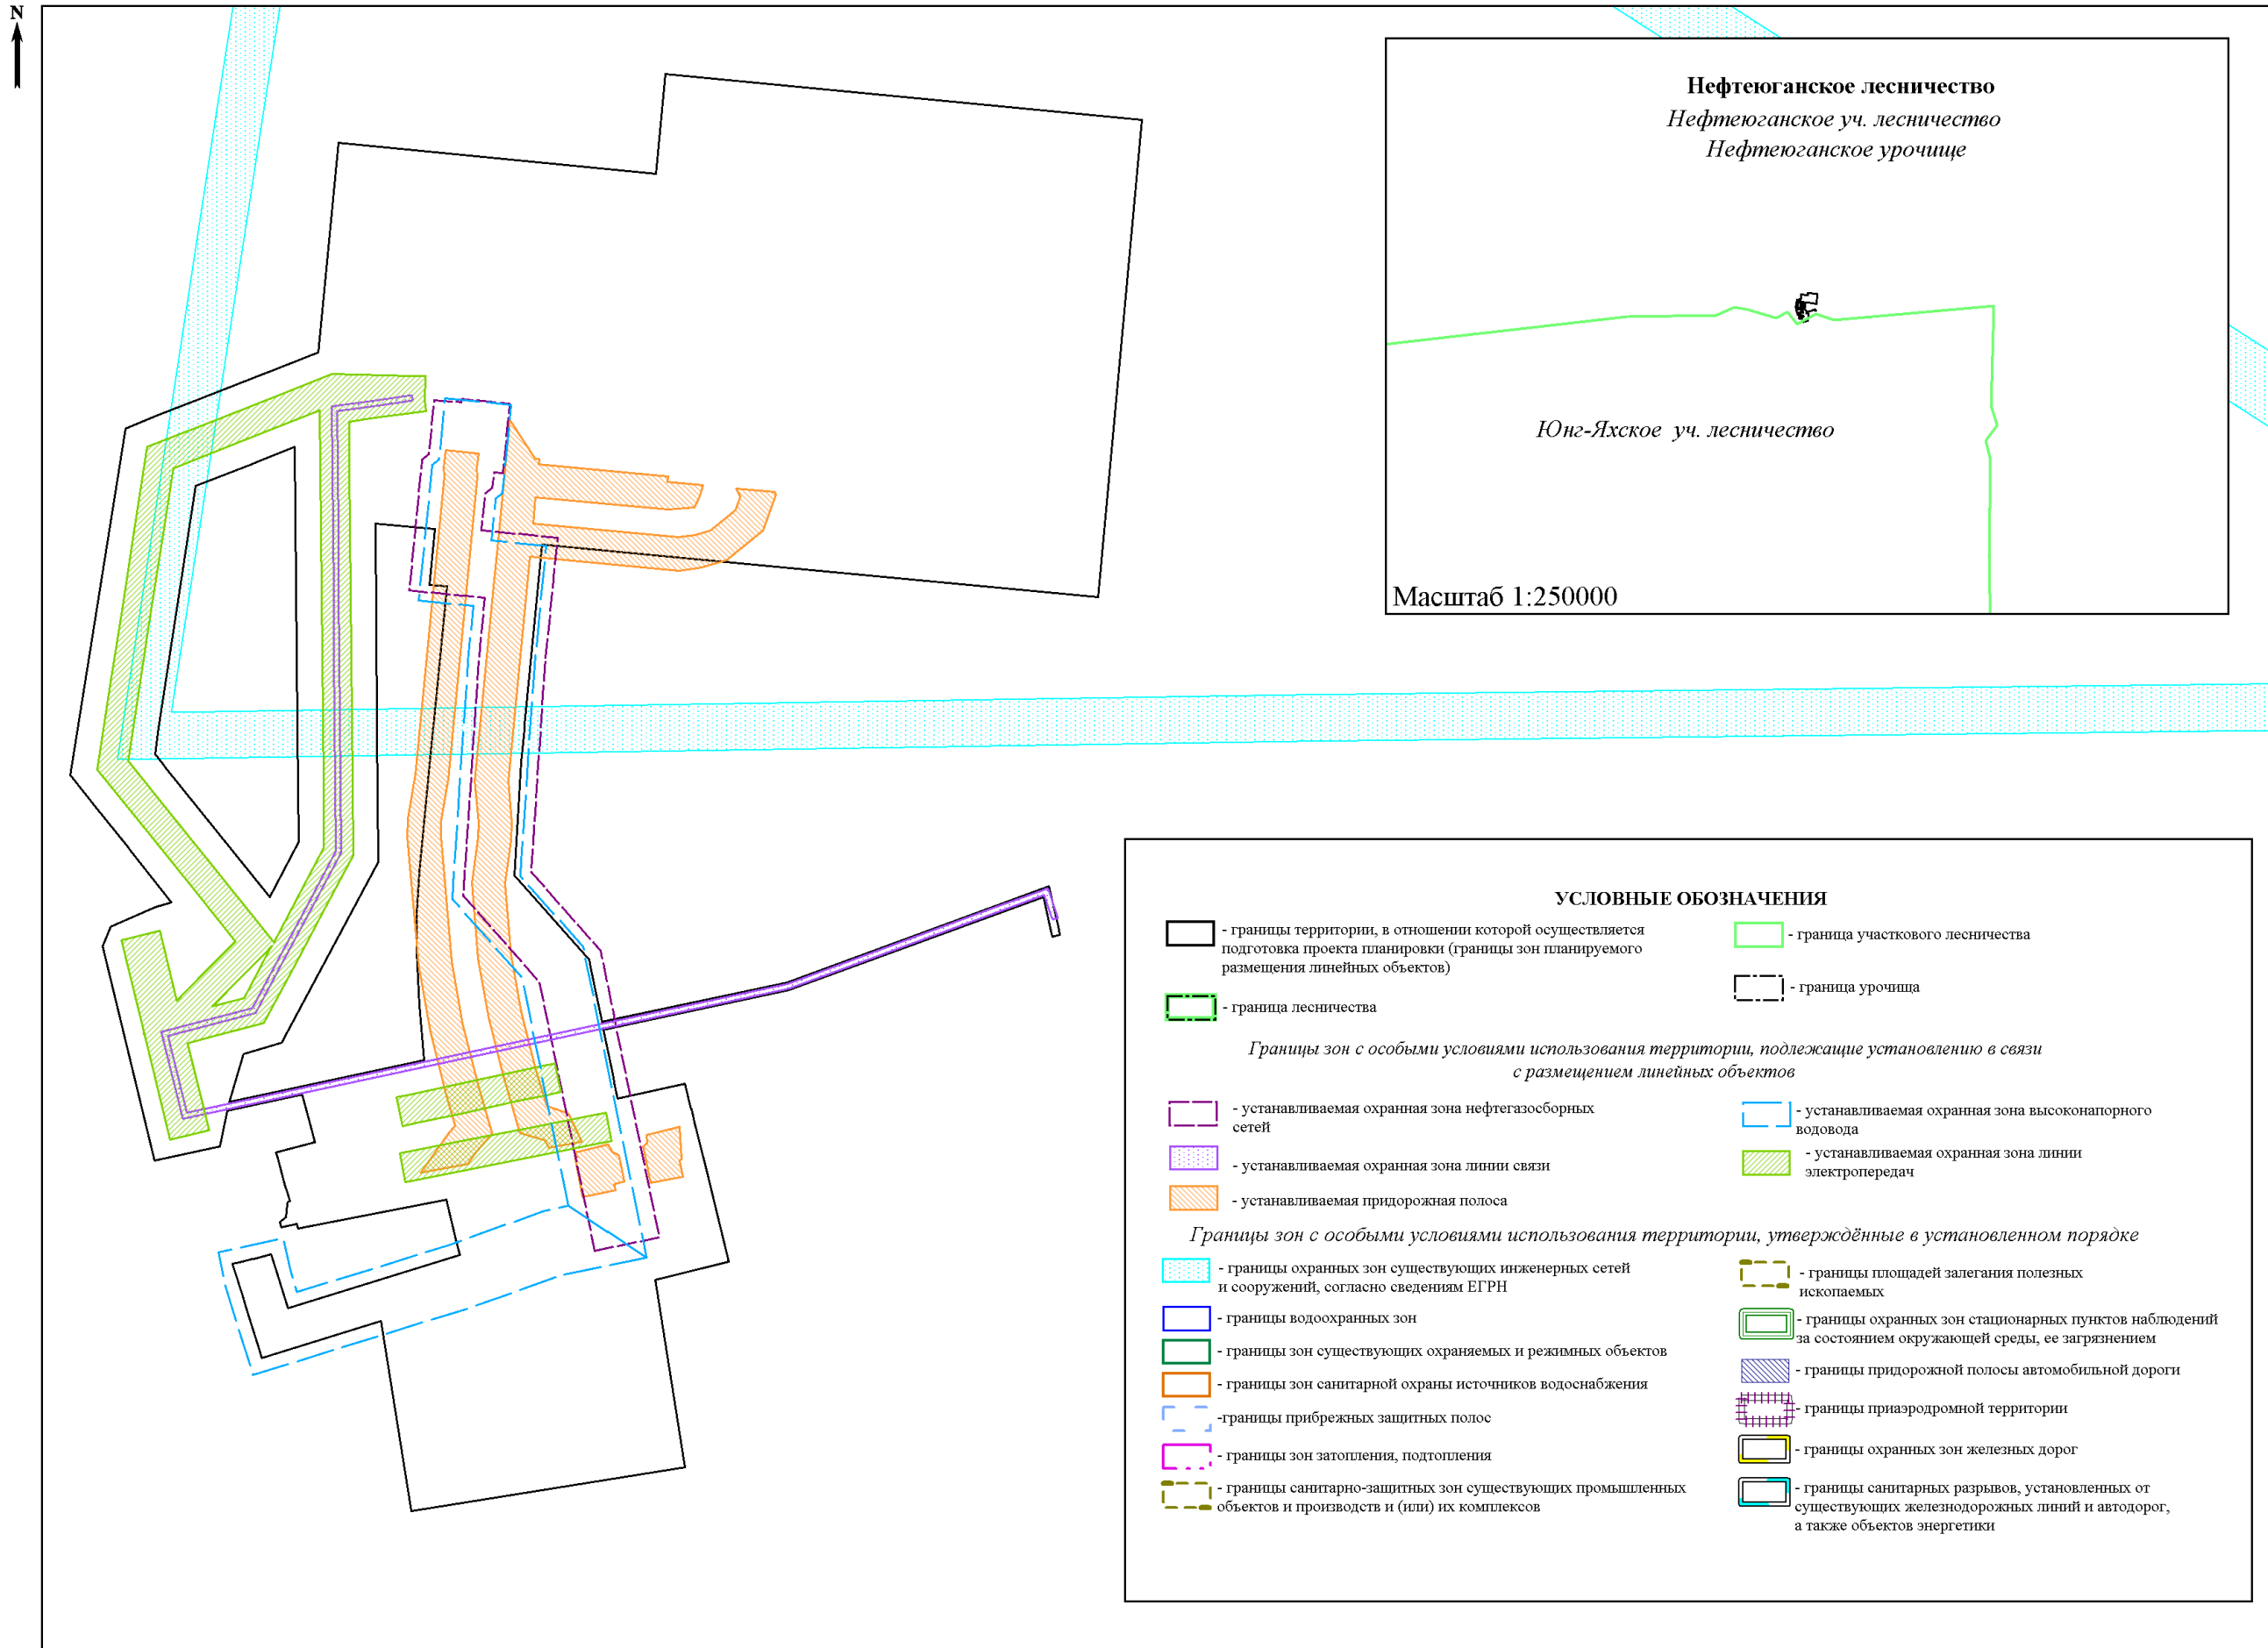 N
Нефтеюганское лесничество
Нефтеюганское уч. лесничество
Нефтеюганское урочище
Юнг-Яхское уч. лесничество
Масштаб 1:250000
УСЛОВНЫЕ ОБОЗНАЧЕНИЯ
- границы территории, в отношении которой осуществляется
подготовка проекта планировки (границы зон планируемого
размещения линейных объектов)
- граница участкового лесничества
- граница урочища
- граница лесничества
Границы зон с особыми условиями использования территории, подлежащие установлению в связи
с размещением линейных объектов
- устанавливаемая охранная зона нефтегазосборных
сетей
- устанавливаемая охранная зона высоконапорного
водовода
- устанавливаемая охранная зона линии связи
- устанавливаемая охранная зона линии
электропередач
- устанавливаемая придорожная полоса
Границы зон с особыми условиями использования территории, утверждённые в установленном порядке
- границы охранных зон существующих инженерных сетей
и сооружений, согласно сведениям ЕГРН
- границы площадей залегания полезных
ископаемых
- границы водоохранных зон
- границы охранных зон стационарных пунктов наблюдений
за состоянием окружающей среды, ее загрязнением
- границы зон существующих охраняемых и режимных объектов
- границы придорожной полосы автомобильной дороги
- границы зон санитарной охраны источников водоснабжения
- границы приаэродромной территории
-границы прибрежных защитных полос
- границы охранных зон железных дорог
- границы зон затопления, подтопления
- границы санитарно-защитных зон существующих промышленных
объектов и производств и (или) их комплексов
- границы санитарных разрывов, установленных от
существующих железнодорожных линий и автодорог,
а также объектов энергетики